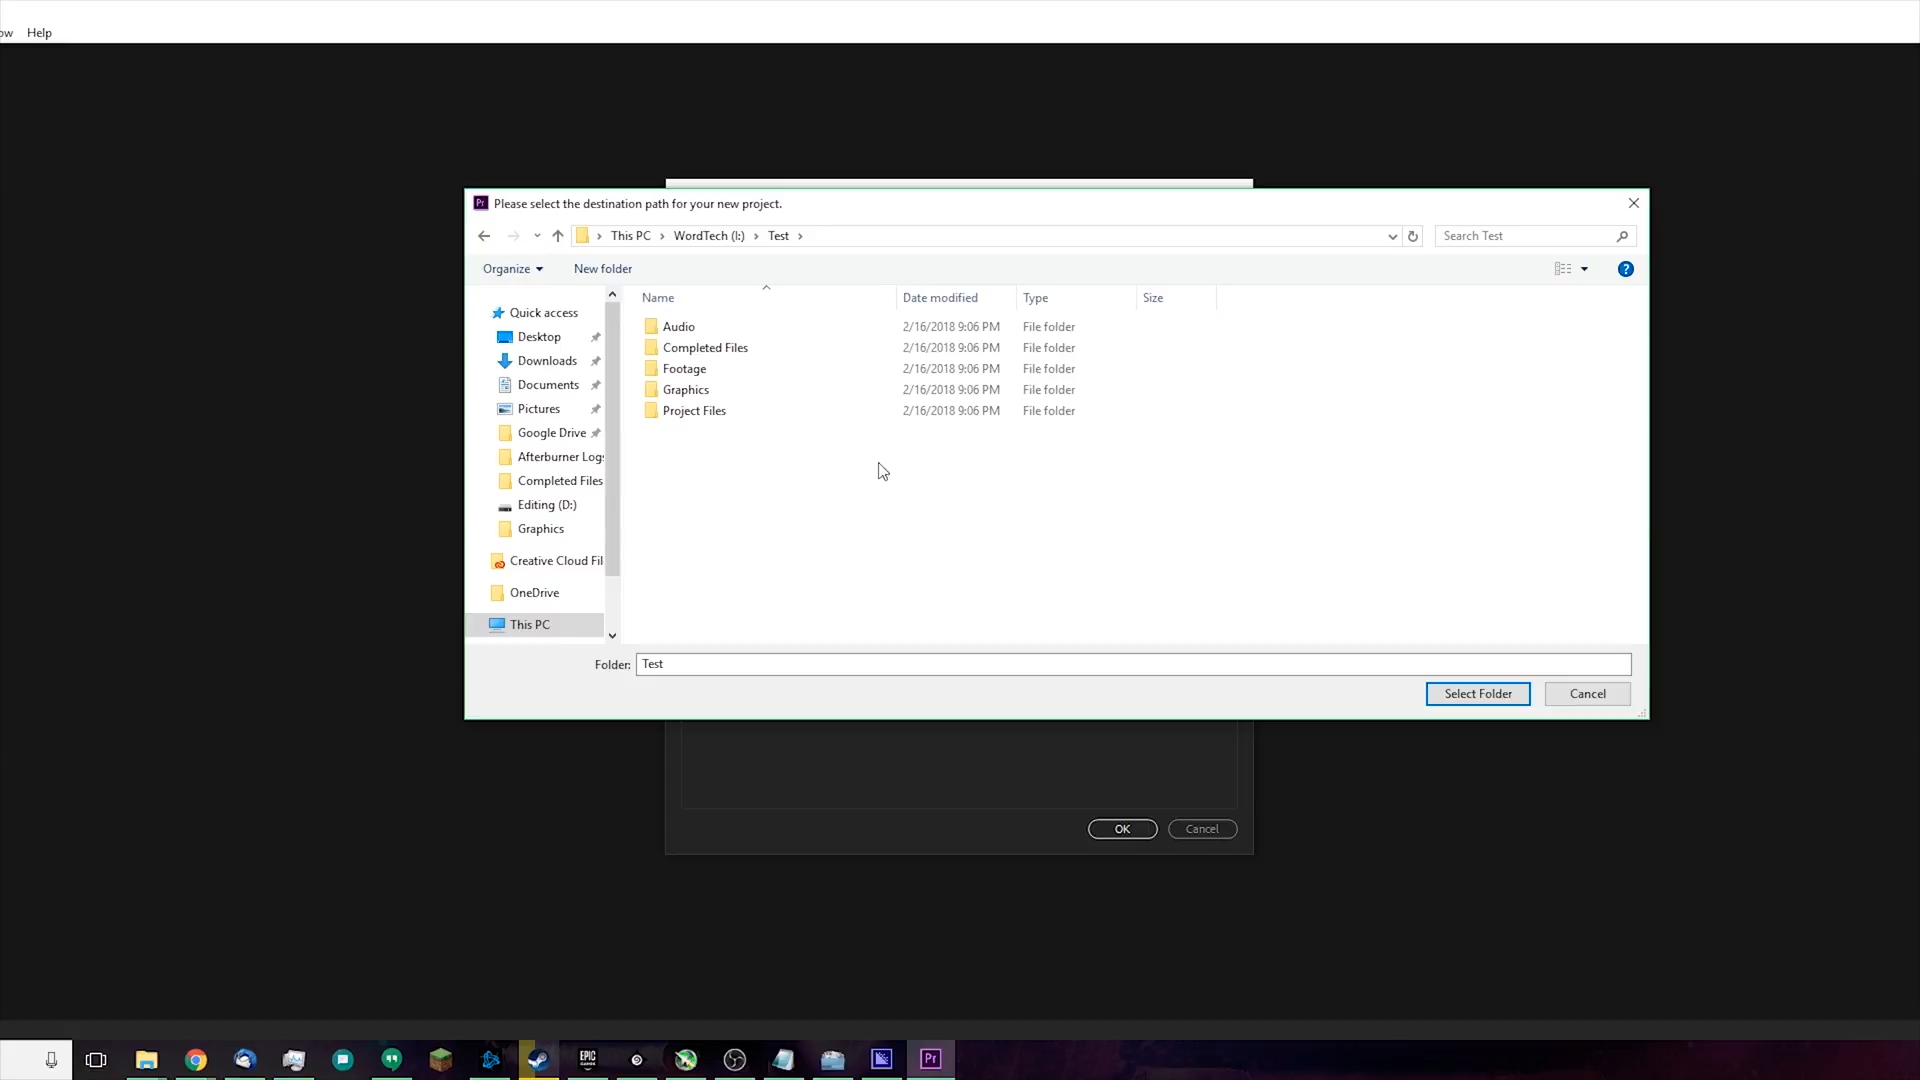 ow Help
Pr Please select the destination path for your new project.
This PC › WordTech (I:) › Test ›
Search Test
Organize New folder
?
Name Date modified Type Size
Quick access
Desktop
Downloads
Documents
Pictures
Google Drive
Afterburner Logs
Completed Files
Editing (D:)
Graphics
Creative Cloud Fil
OneDrive
This PC
Audio 2/16/2018 9:06 PM File folder
Completed Files 2/16/2018 9:06 PM File folder
Footage 2/16/2018 9:06 PM File folder
Graphics 2/16/2018 9:06 PM File folder
Project Files 2/16/2018 9:06 PM File folder
Folder: Test
Select Folder Cancel
OK Cancel
EPIC GAMES Pr